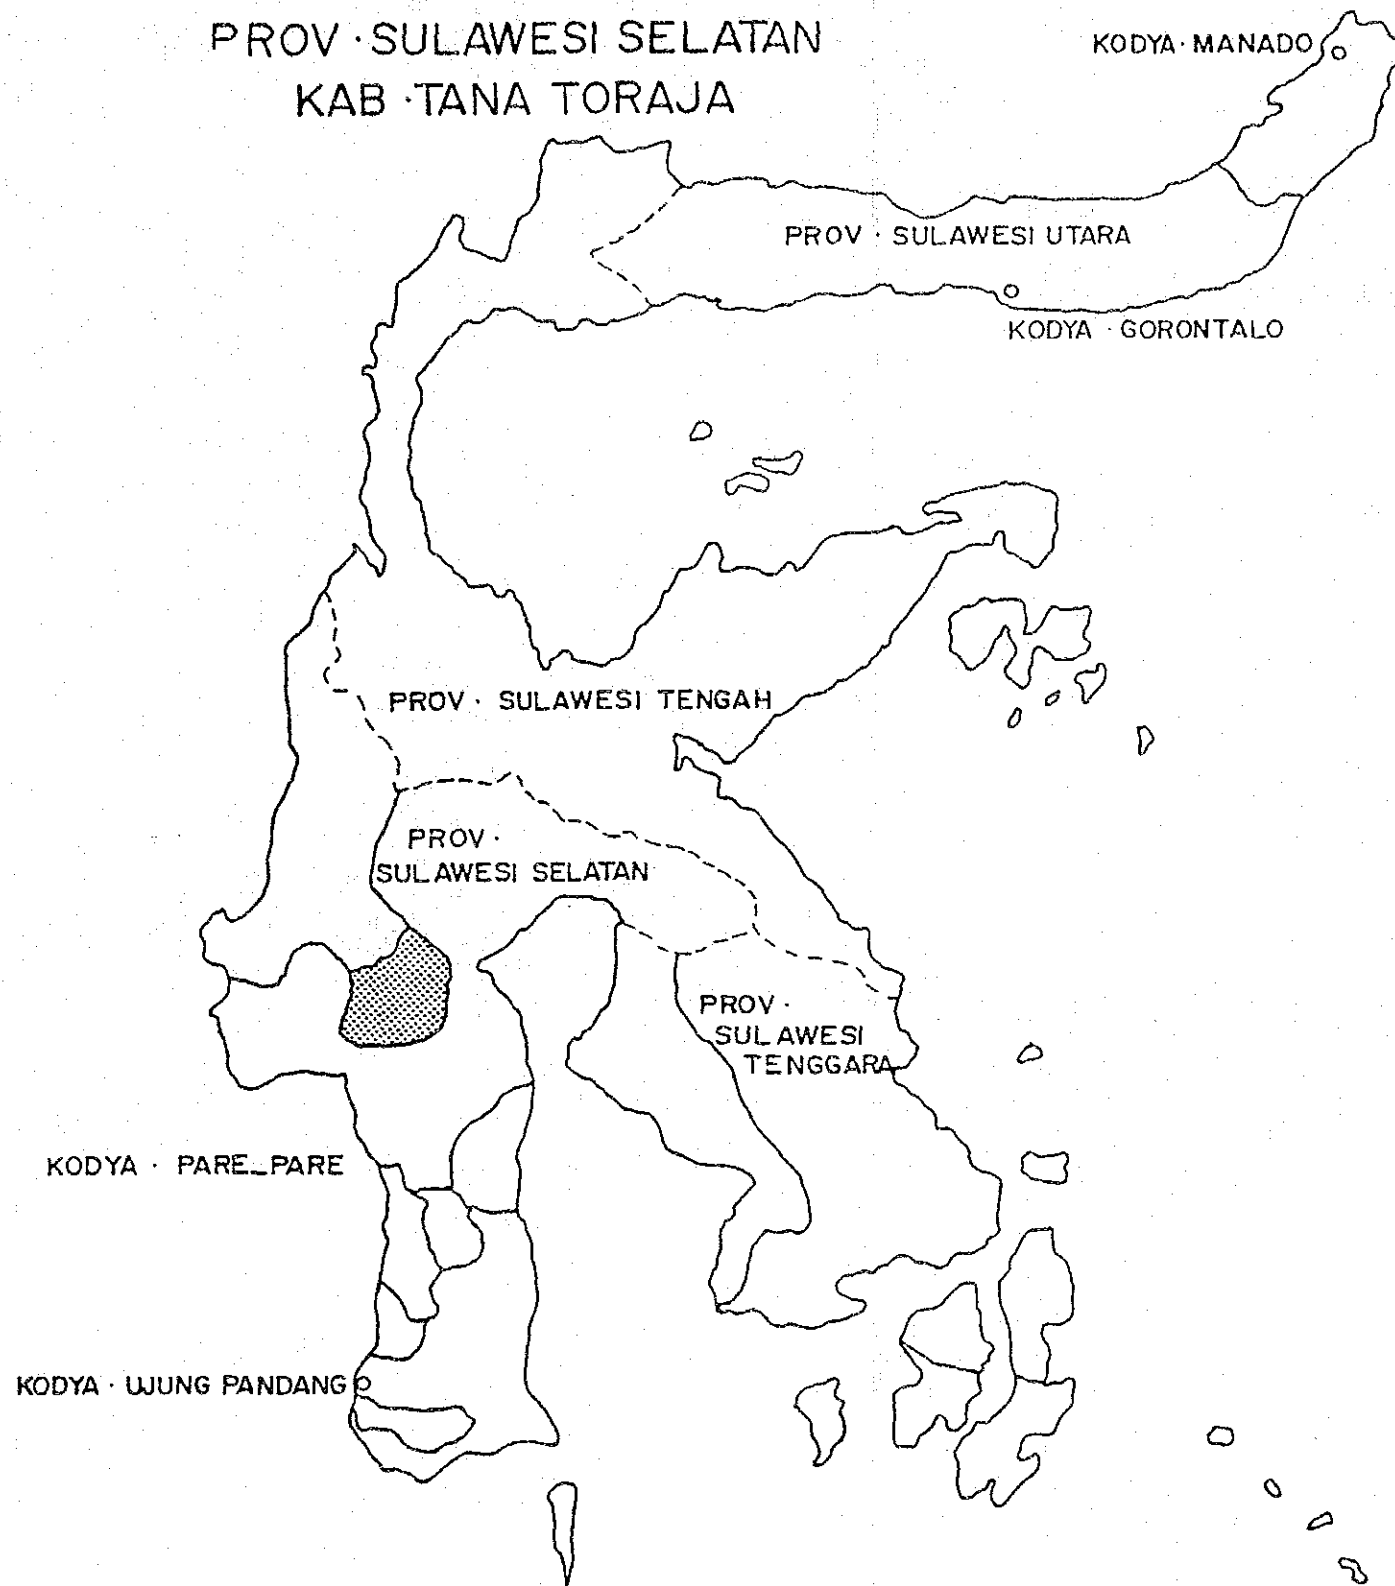 PROV · SULAWESI SELATAN
KAB · TANA TORAJA
KODYA · MANADO
PROV · SULAWESI UTARA
KODYA · GORONTALO
PROV · SULAWESI TENGAH
PROV ·
SULAWESI SELATAN
PROV ·
SULAWESI
TENGGARA
KODYA · PARE_PARE
KODYA · UJUNG PANDANG